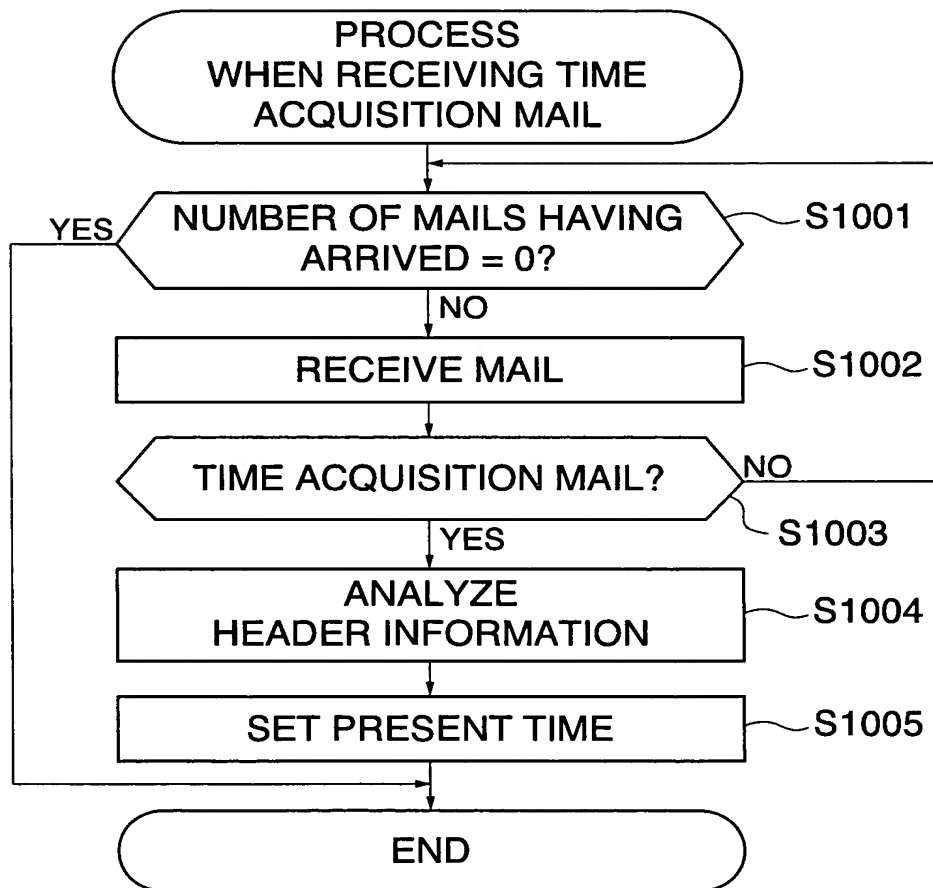 PROCESS
WHEN RECEIVING TIME
ACQUISITION MAIL
YES
NUMBER OF MAILS HAVING
ARRIVED = 0?
S1001
NO
RECEIVE MAIL
S1002
TIME ACQUISITION MAIL?
NO
S1003
YES
ANALYZE
HEADER INFORMATION
S1004
SET PRESENT TIME
S1005
END